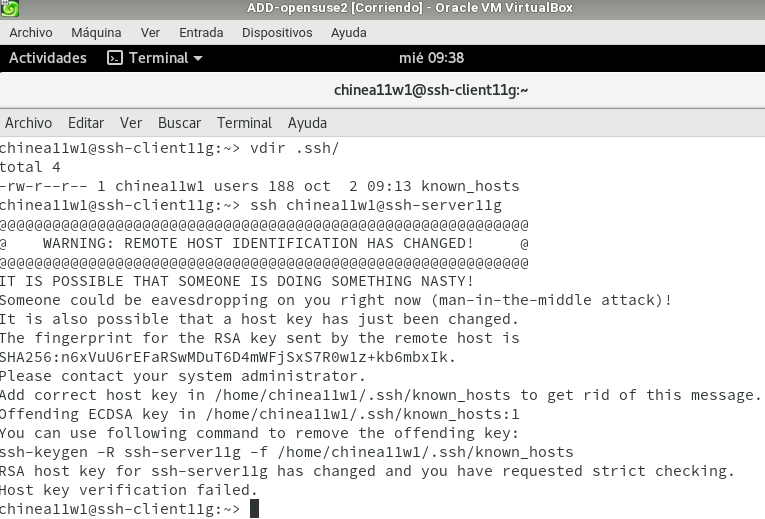 ADD-opensuse2 [Corriendo] - Oracle VM VirtualBox
Archivo Máquina Ver Entrada Dispositivos Ayuda
Actividades Terminal mié 09:38
chinea11w1@ssh-client11g:~
Archivo Editar Ver Buscar Terminal Ayuda
chinea11w1@ssh-client11g:~> vdir .ssh/
total 4
-rw-r--r-- 1 chinea11w1 users 188 oct  2 09:13 known_hosts
chinea11w1@ssh-client11g:~> ssh chinea11w1@ssh-server11g
@@@@@@@@@@@@@@@@@@@@@@@@@@@@@@@@@@@@@@@@@@@@@@@@@@@@@@@@@@@
@    WARNING: REMOTE HOST IDENTIFICATION HAS CHANGED!     @
@@@@@@@@@@@@@@@@@@@@@@@@@@@@@@@@@@@@@@@@@@@@@@@@@@@@@@@@@@@
IT IS POSSIBLE THAT SOMEONE IS DOING SOMETHING NASTY!
Someone could be eavesdropping on you right now (man-in-the-middle attack)!
It is also possible that a host key has just been changed.
The fingerprint for the RSA key sent by the remote host is
SHA256:n6xVuU6rEFaRSwMDuT6D4mWFjSxS7R0w1z+kb6mbxIk.
Please contact your system administrator.
Add correct host key in /home/chinea11w1/.ssh/known_hosts to get rid of this message.
Offending ECDSA key in /home/chinea11w1/.ssh/known_hosts:1
You can use following command to remove the offending key:
ssh-keygen -R ssh-server11g -f /home/chinea11w1/.ssh/known_hosts
RSA host key for ssh-server11g has changed and you have requested strict checking.
Host key verification failed.
chinea11w1@ssh-client11g:~>